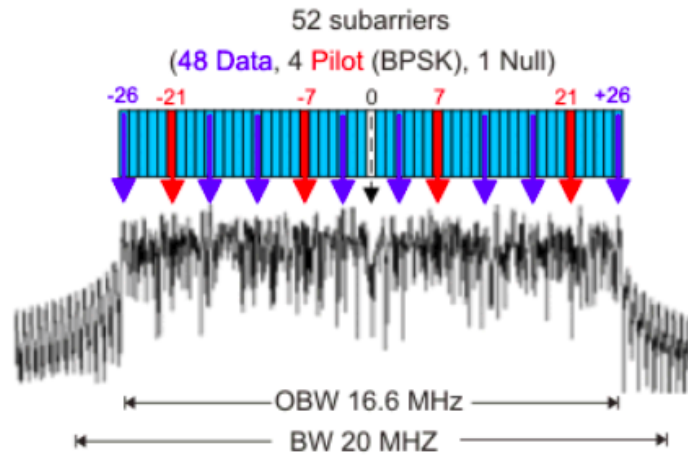 52 subarriers
(48 Data, 4 Pilot (BPSK), 1 Null)
-26 -21 -7 0 7 21 +26
OBW 16.6 MHz
BW 20 MHZ